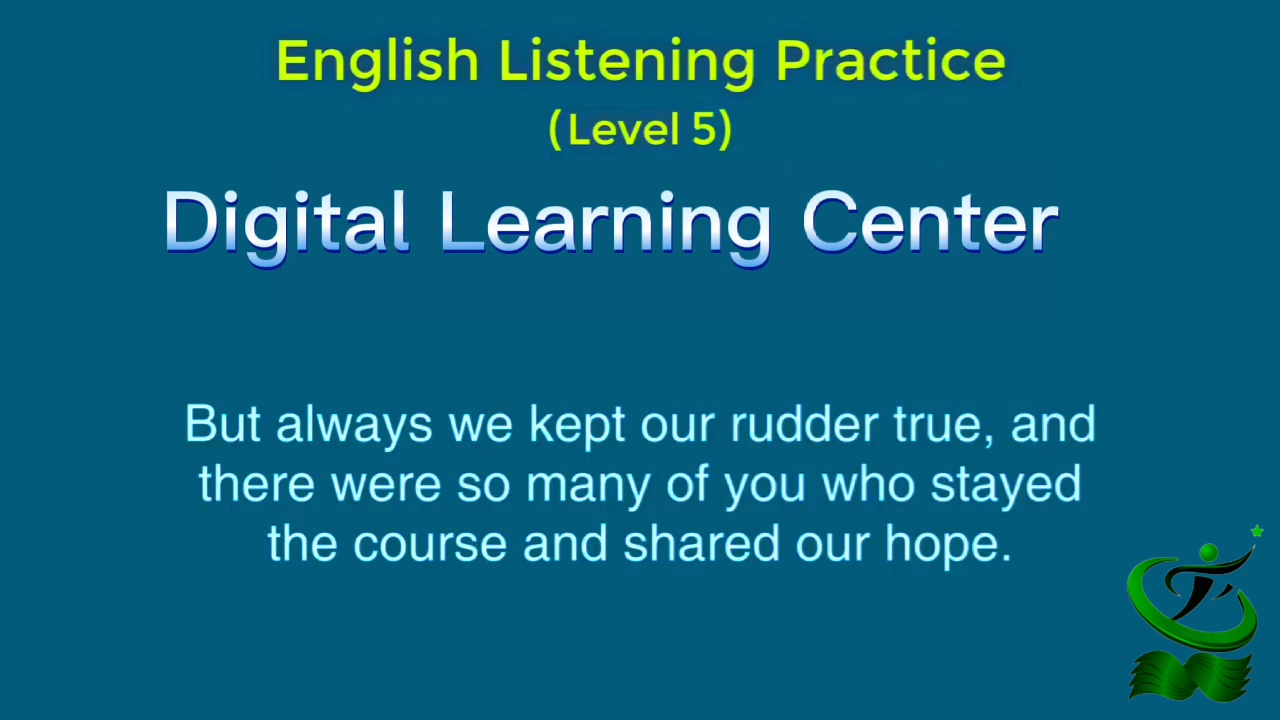 English Listening Practice
(Level 5)
Digital Learning Center
But always we kept our rudder true, and
there were so many of you who stayed
the course and shared our hope.